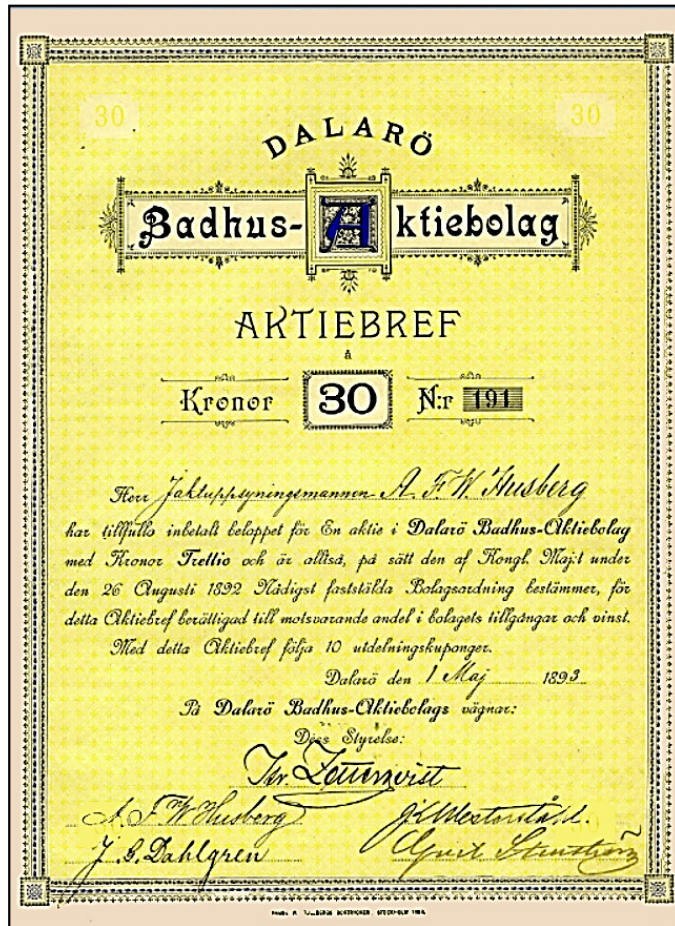 30 30
DALARÖ
Badhus-Aktiebolag
AKTIEBREF
à
Kronor 30 N:r 191
Herr Jaktuppsyningsmannen A. F. W. Husberg
har tillfullo inbetalt beloppet för En aktie i Dalarö Badhus-Aktiebolag
med Kronor Trettio och är alltså, på sätt den af Kongl. Maj:t under
den 26 Augusti 1892 Nådigst faststälda Bolagsordning bestämmer, för
detta Aktiebref berättigad till motsvarande andel i bolagets tillgångar och vinst.
Med detta Aktiebref följa 10 utdelningskuponger.
Dalarö den 1 Maj 1893
På Dalarö Badhus-Aktiebolags vägnar:
Dess Styrelse:
Zetterqvist
A. F. W. Husberg
J. G. Dahlgren